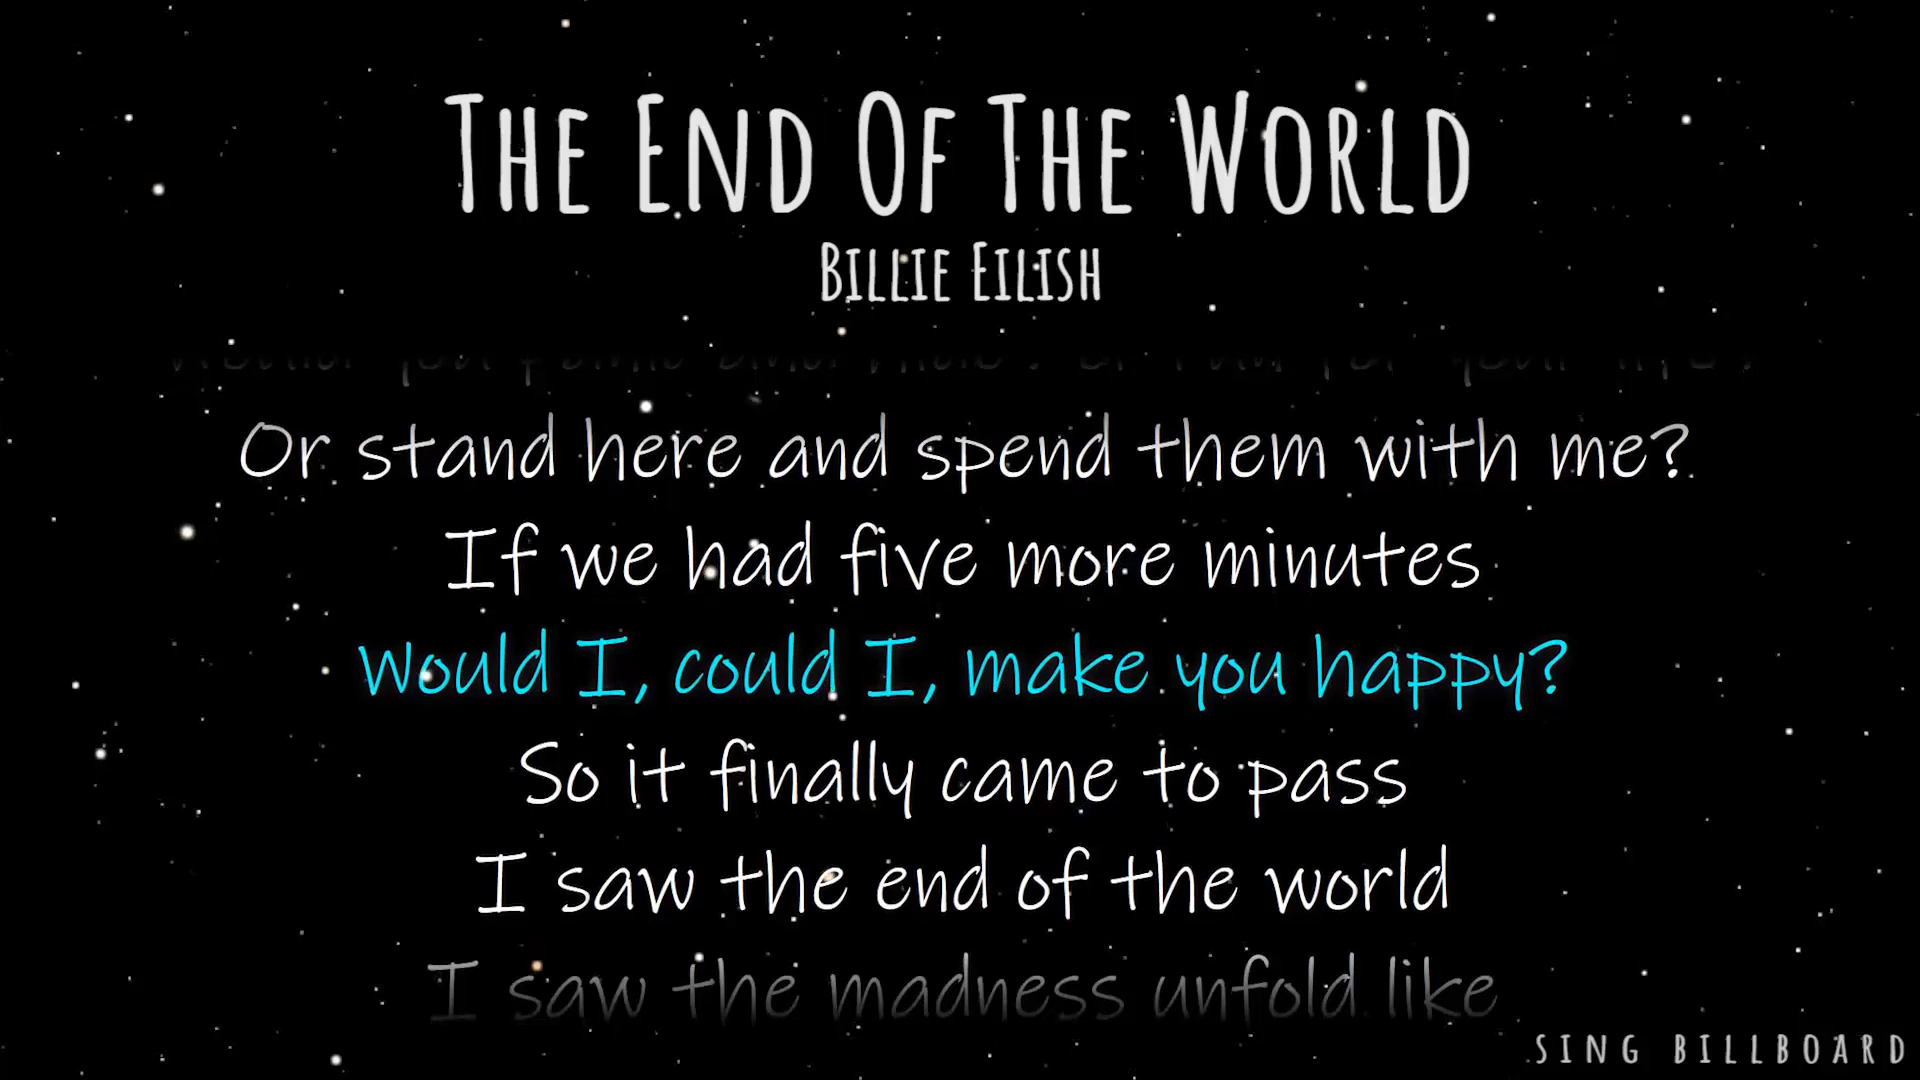 The End Of The World
Billie Eilish
Or stand here and spend them with me?
If we had five more minutes
Would I, could I, make you happy?
So it finally came to pass
I saw the end of the world
I saw the madness unfold like
SING BILLBOARD